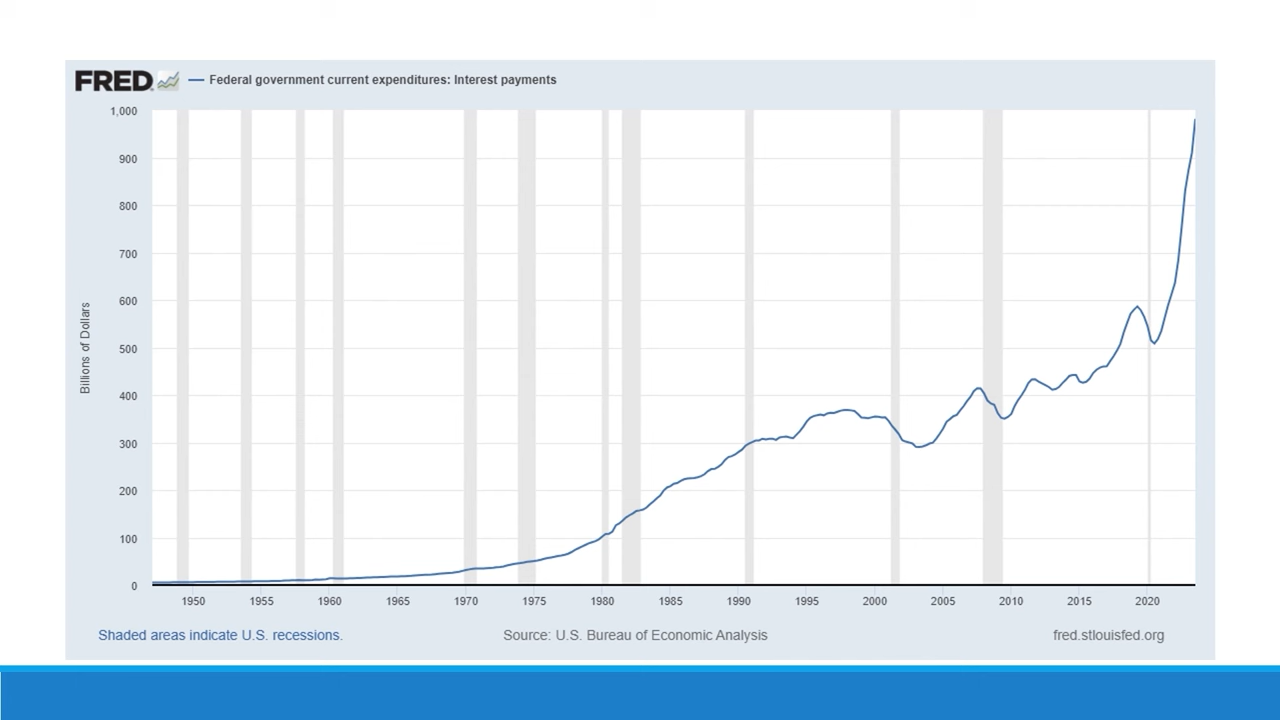 FRED Federal government current expenditures: Interest payments
1,000
900
800
700
600
500
400
300
200
100
0
Billions of Dollars
1950 1955 1960 1965 1970 1975 1980 1985 1990 1995 2000 2005 2010 2015 2020
Shaded areas indicate U.S. recessions. Source: U.S. Bureau of Economic Analysis fred.stlouisfed.org